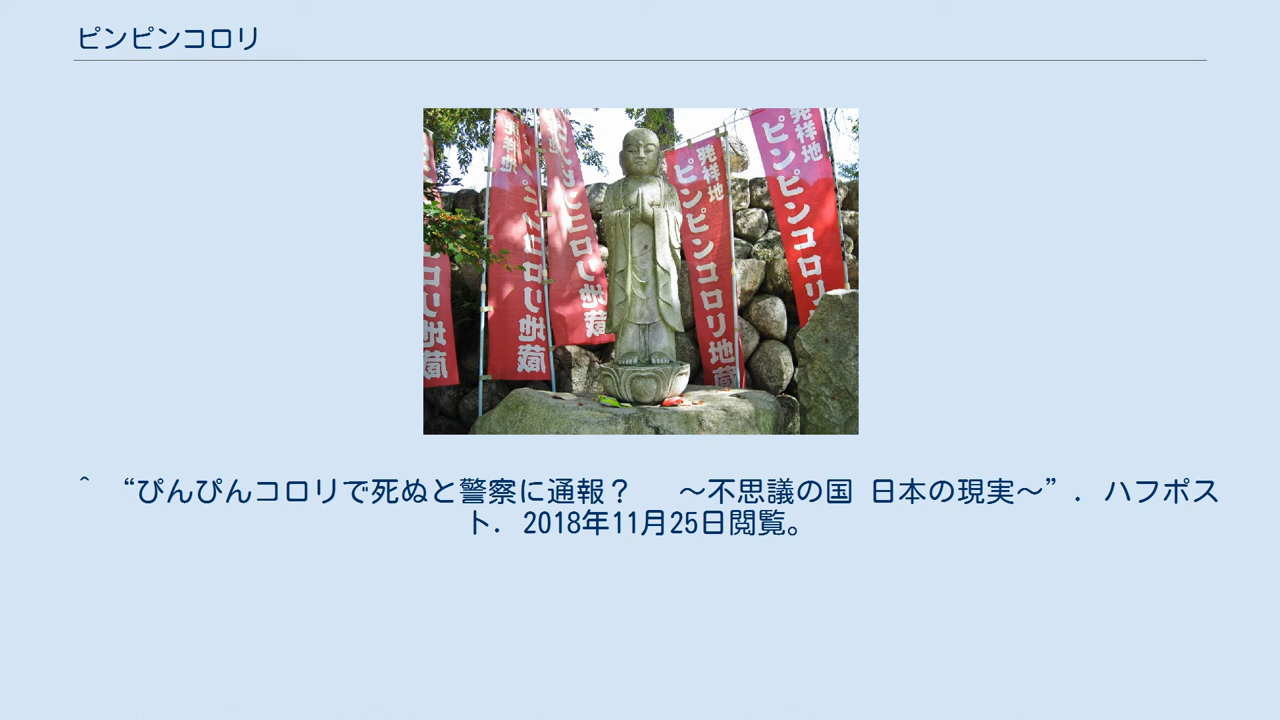 ピンピンコロリ
発祥地 ピンピンコロリ地蔵
ピンピンコロリ地蔵
発祥地 ピンピンコロリ地蔵
発祥地 ピンピンコロリ
コロリ地蔵
^ “ぴんぴんコロリで死ぬと警察に通報？ 〜不思議の国 日本の現実〜”. ハフポス
ト. 2018年11月25日閲覧。